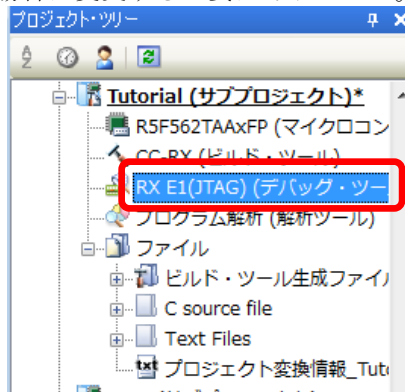 プロジェクト・ツリー
Tutorial (サブプロジェクト)*
R5F562TAAxFP (マイクロコン
CC-RX (ビルド・ツール)
RX E1(JTAG) (デバッグ・ツー
プログラム解析 (解析ツール)
ファイル
ビルド・ツール生成ファイル
C source file
Text Files
プロジェクト変換情報_Tuto